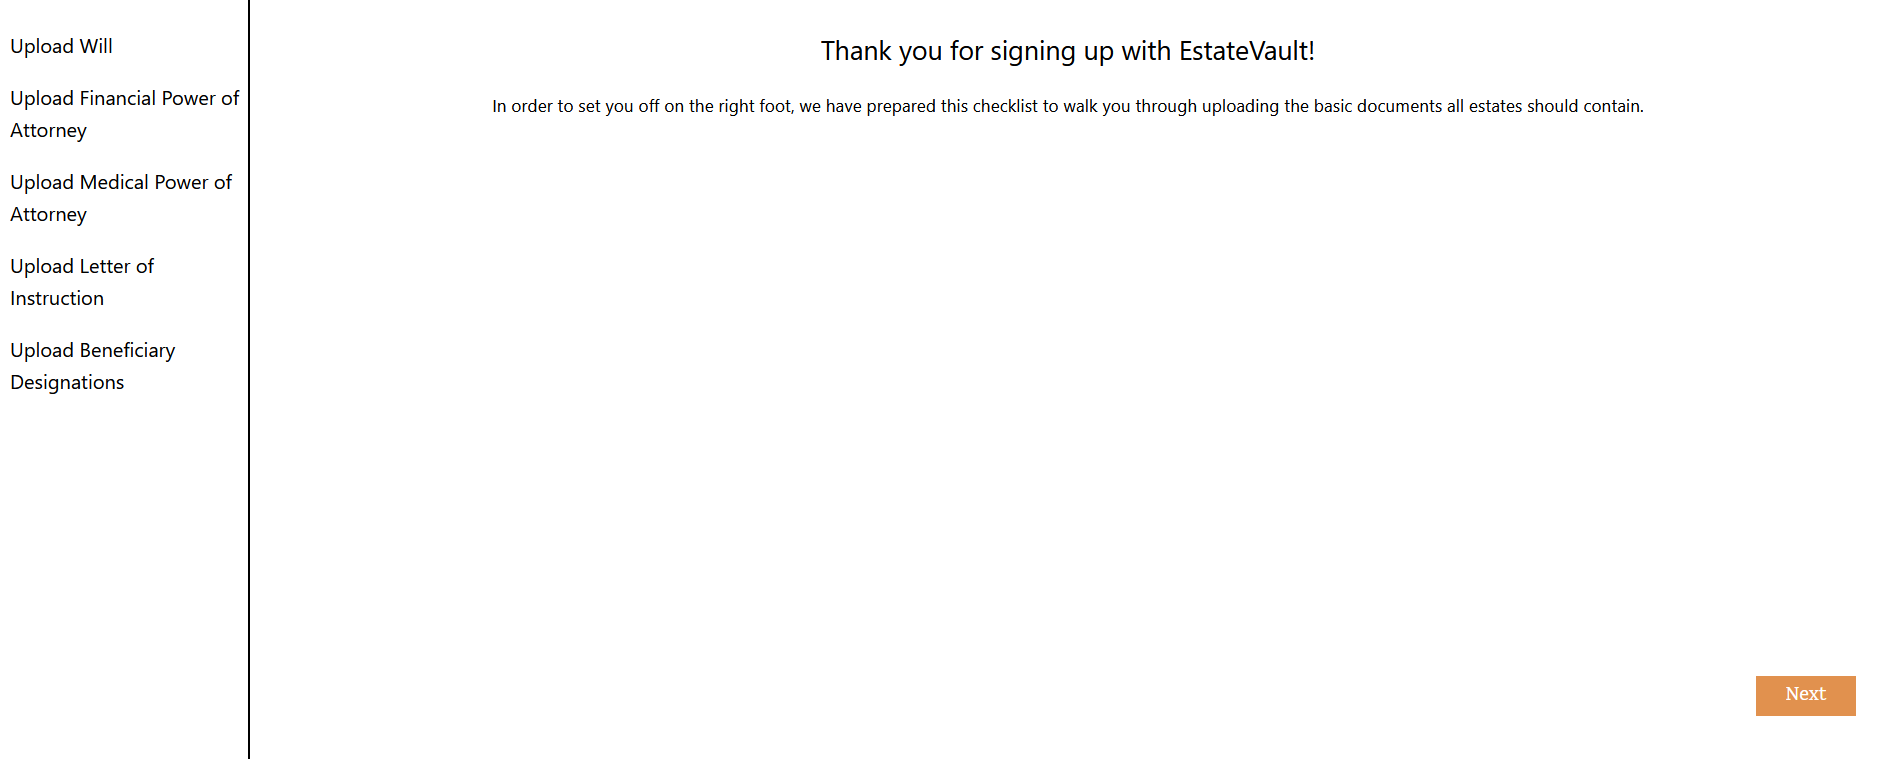 Upload Will
Upload Financial Power of
Attorney
Upload Medical Power of
Attorney
Upload Letter of
Instruction
Upload Beneficiary
Designations
Thank you for signing up with EstateVault!
In order to set you off on the right foot, we have prepared this checklist to walk you through uploading the basic documents all estates should contain.
Next